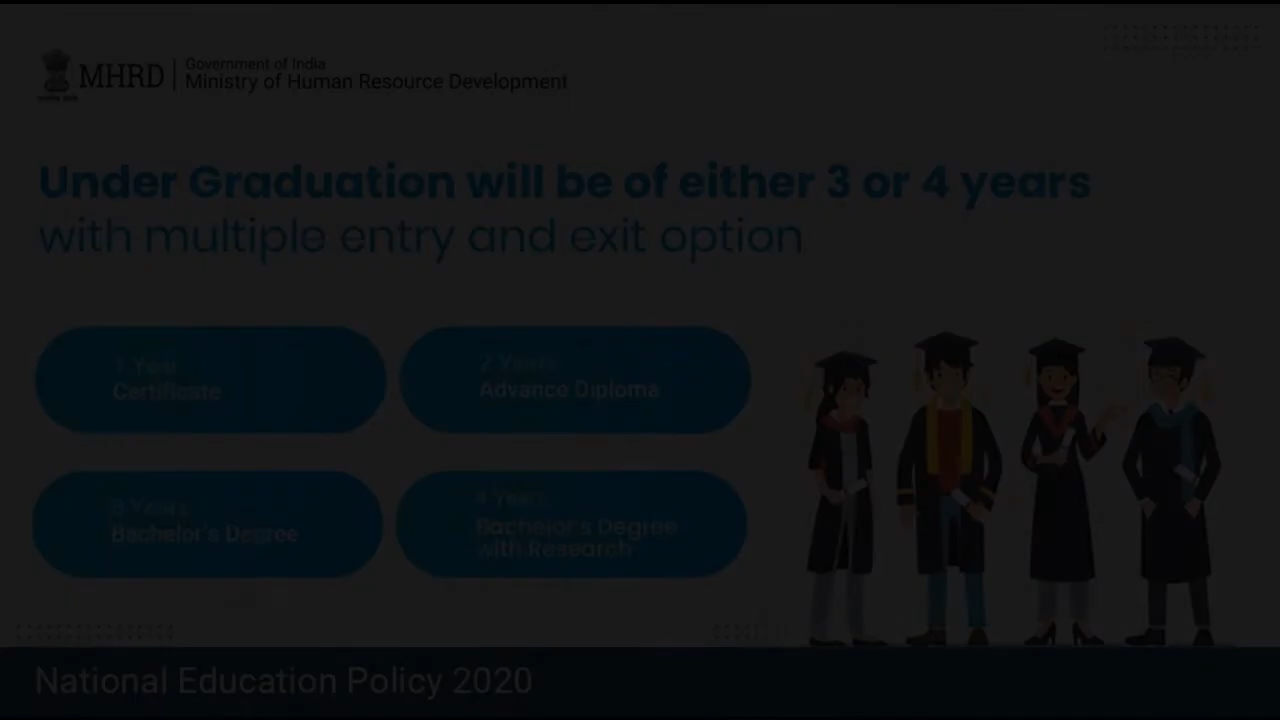 MHRD
Government of India
Ministry of Human Resource Development
Under Graduation will be of either 3 or 4 years
with multiple entry and exit option
1 Year
Certificate
2 Years
Advance Diploma
3 Years
Bachelor's Degree
4 Years
Bachelor's Degree
with Research
National Education Policy 2020